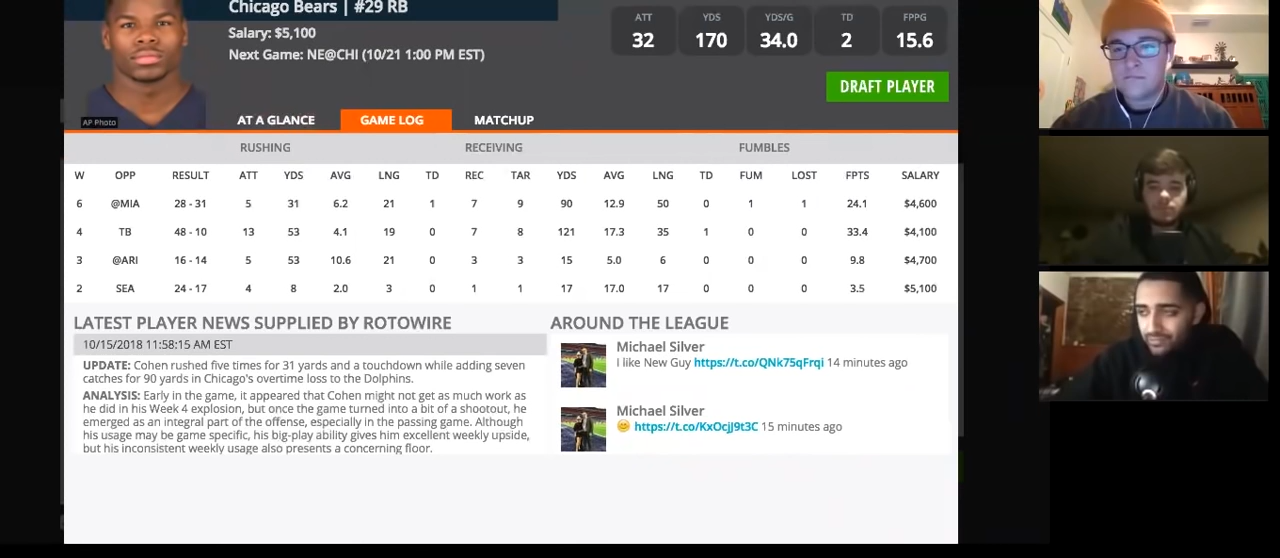 Chicago Bears | #29 RB
Salary: $5,100
Next Game: NE@CHI (10/21 1:00 PM EST)
ATT YDS YDS/G TD FPPG
32 170 34.0 2 15.6
DRAFT PLAYER
AP Photo
AT A GLANCE GAME LOG MATCHUP
RUSHING RECEIVING FUMBLES
W OPP RESULT ATT YDS AVG LNG TD REC TAR YDS AVG LNG TD FUM LOST FPTS SALARY
6 @MIA 28 - 31 5 31 6.2 21 1 7 9 90 12.9 50 0 1 1 24.1 $4,600
4 TB 48 - 10 13 53 4.1 19 0 7 8 121 17.3 35 1 0 0 33.4 $4,100
3 @ARI 16 - 14 5 53 10.6 21 0 3 3 15 5.0 6 0 0 0 9.8 $4,700
2 SEA 24 - 17 4 8 2.0 3 0 1 1 17 17.0 17 0 0 0 3.5 $5,100
LATEST PLAYER NEWS SUPPLIED BY ROTOWIRE
10/15/2018 11:58:15 AM EST
UPDATE: Cohen rushed five times for 31 yards and a touchdown while adding seven
catches for 90 yards in Chicago's overtime loss to the Dolphins.
ANALYSIS: Early in the game, it appeared that Cohen might not get as much work as
he did in his Week 4 explosion, but once the game turned into a bit of a shootout, he
emerged as an integral part of the offense, especially in the passing game. Although
his usage may be game specific, his big-play ability gives him excellent weekly upside,
but his inconsistent weekly usage also presents a concerning floor.
AROUND THE LEAGUE
Michael Silver
I like New Guy https://t.co/QNk75qFrqi 14 minutes ago
Michael Silver
😊 https://t.co/KxOcjJ9t3C 15 minutes ago